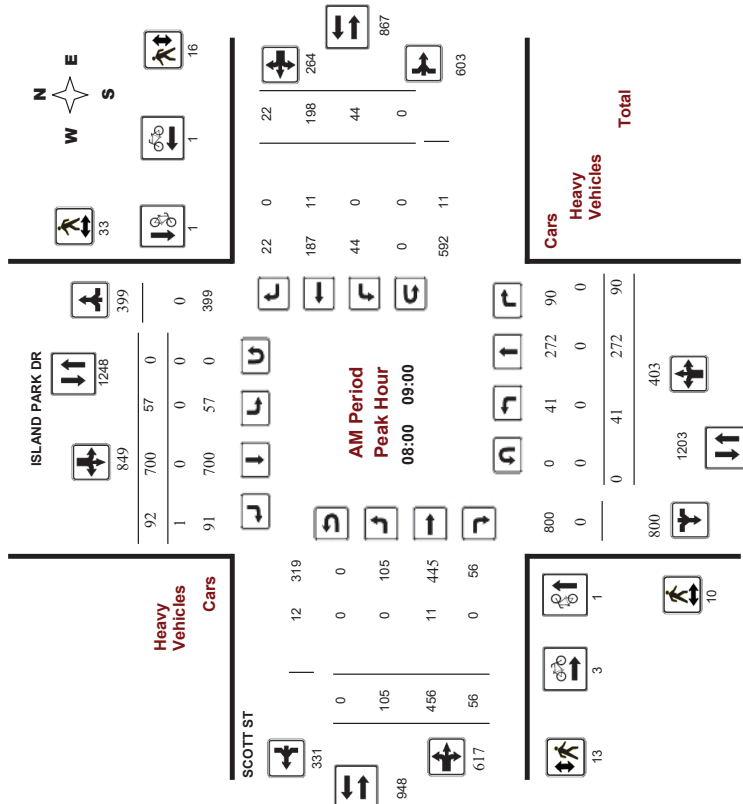 N
W E
S
16
1
33
1
ISLAND PARK DR
849
1248
399
92 700 57 0
1 0 0 0 0
91 700 57 0 399
Heavy
Vehicles
Cars
264
867
603
22 0 22
187 11 198
44 0 44
0 0 0
592 11
AM Period
Peak Hour
08:00 09:00
SCOTT ST
331
948
617
12 319
0 0 0
105 0 105
456 11 445
56 0 56
Cars
Heavy
Vehicles
Total
800 0 41 272 90
0 0 0 0 0
0 41 272 90
800
1203
403
1
3
10
13